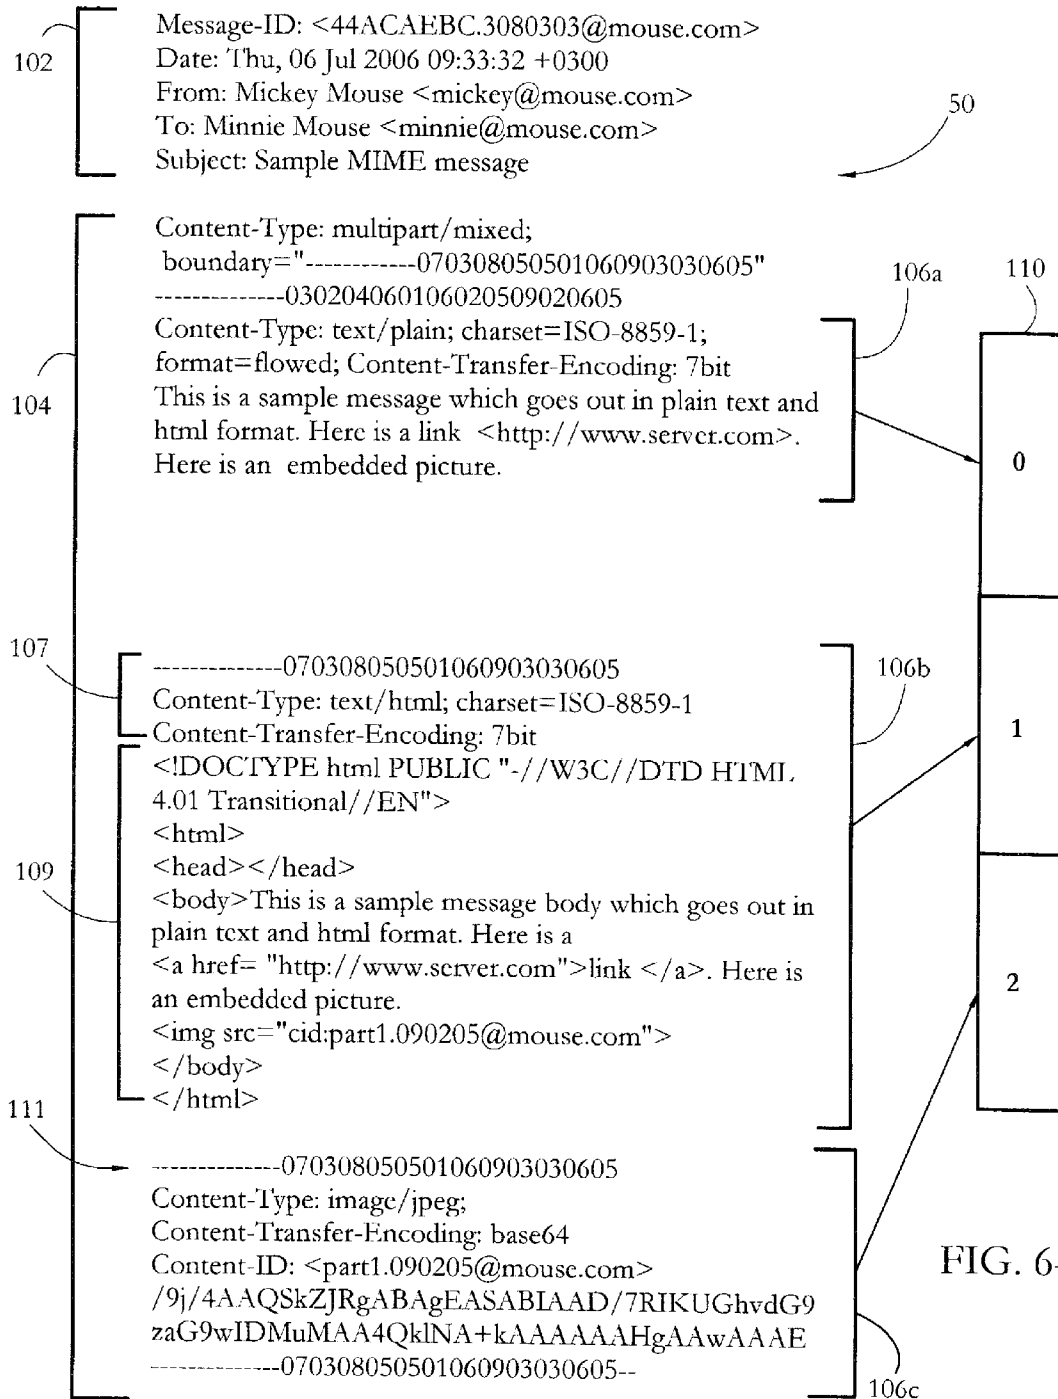 Message-ID: <44ACAEBC.3080303@mouse.com>
102
Date: Thu, 06 Jul 2006 09:33:32 +0300
From: Mickey Mouse <mickey@mouse.com>
50
To: Minnie Mouse <minnie@mouse.com>
Subject: Sample MIME message
Content-Type: multipart/mixed;
boundary="------------070308050501060903030605"
106a
110
--------------030204060106020509020605
Content-Type: text/plain; charset=ISO-8859-1;
format=flowed; Content-Transfer-Encoding: 7bit
104
This is a sample message which goes out in plain text and
html format. Here is a link <http://www.server.com>.
Here is an embedded picture.
0
107
--------------070308050501060903030605
106b
Content-Type: text/html; charset=ISO-8859-1
Content-Transfer-Encoding: 7bit
1
<!DOCTYPE html PUBLIC "-//W3C//DTD HTML
4.01 Transitional//EN">
<html>
<head></head>
109
<body>This is a sample message body which goes out in
plain text and html format. Here is a
<a href= "http://www.server.com">link </a>. Here is
an embedded picture.
2
<img src="cid:part1.090205@mouse.com">
</body>
</html>
111
--------------070308050501060903030605
Content-Type: image/jpeg;
Content-Transfer-Encoding: base64
Content-ID: <part1.090205@mouse.com>
FIG. 6-
/9j/4AAQSkZJRgABAgEASABIAAD/7RIKUGhvdG9
zaG9wIDMuMAA4QklNA+kAAAAAAHgAAwAAAE
--------------070308050501060903030605--
106c